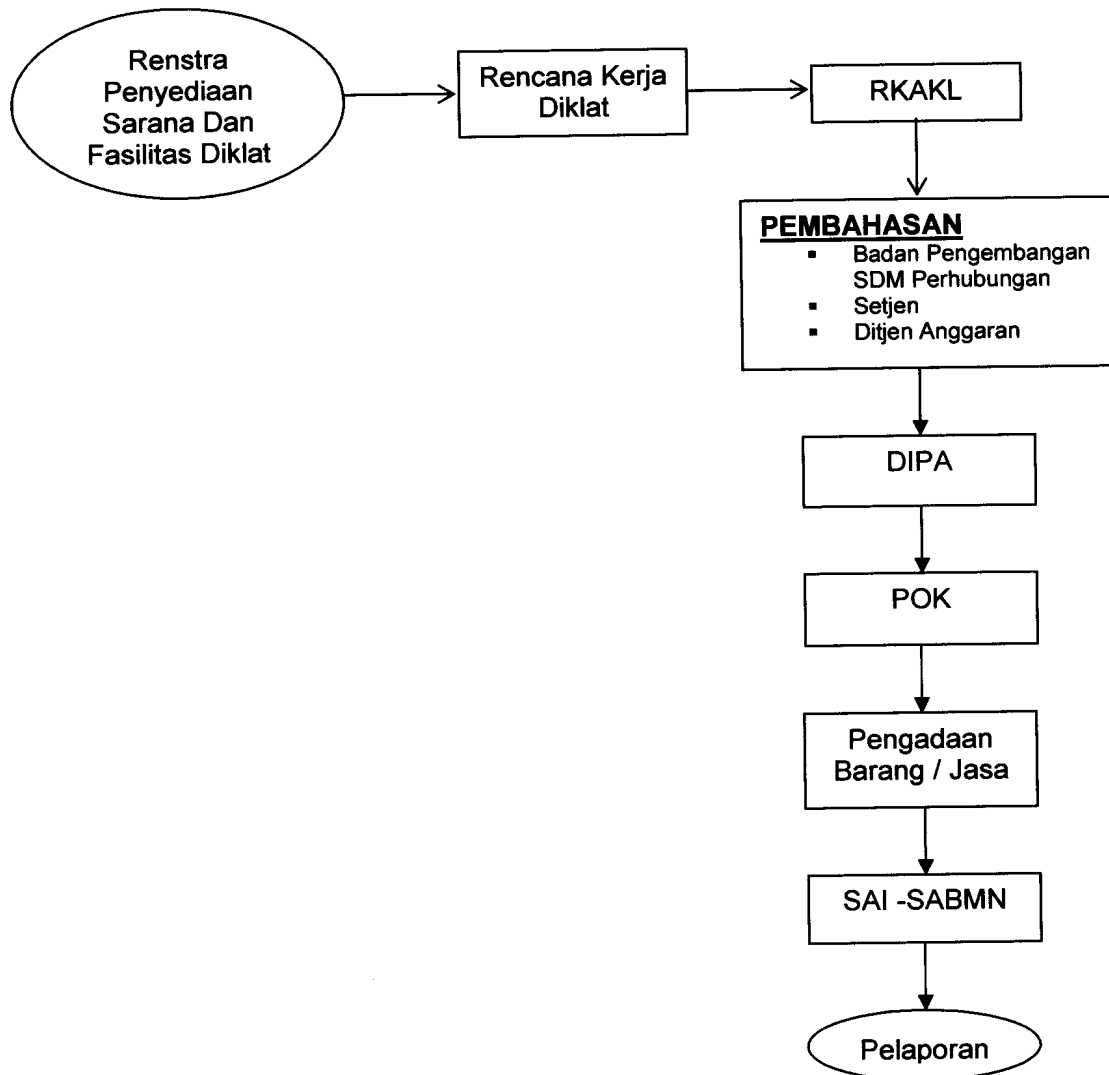 Renstra
Penyediaan
Sarana Dan
Fasilitas Diklat
Rencana Kerja
Diklat
RKAKL
PEMBAHASAN
▪ Badan Pengembangan
SDM Perhubungan
▪ Setjen
▪ Ditjen Anggaran
DIPA
POK
Pengadaan
Barang / Jasa
SAI -SABMN
Pelaporan